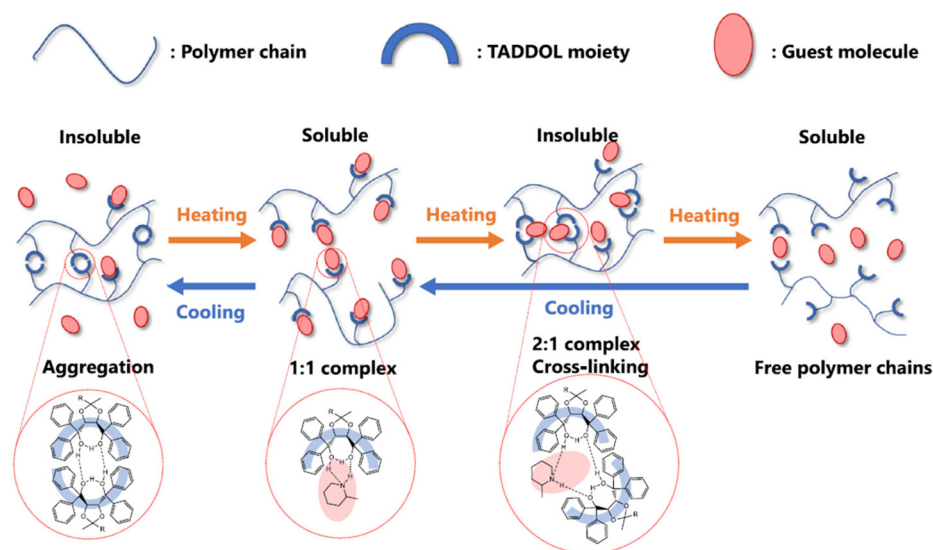 : Polymer chain
: TADDOL moiety
: Guest molecule
Insoluble
Soluble
Insoluble
Soluble
Heating
Heating
Heating
Cooling
Cooling
Aggregation
1:1 complex
2:1 complex
Cross-linking
Free polymer chains
R
O
O
O
H
O
H
H
O
H
O
O
O
R
R
O
O
O
H
O
H
N
R
O
O
O
H
O
H
N
H
H
O
H
O
O
O
R